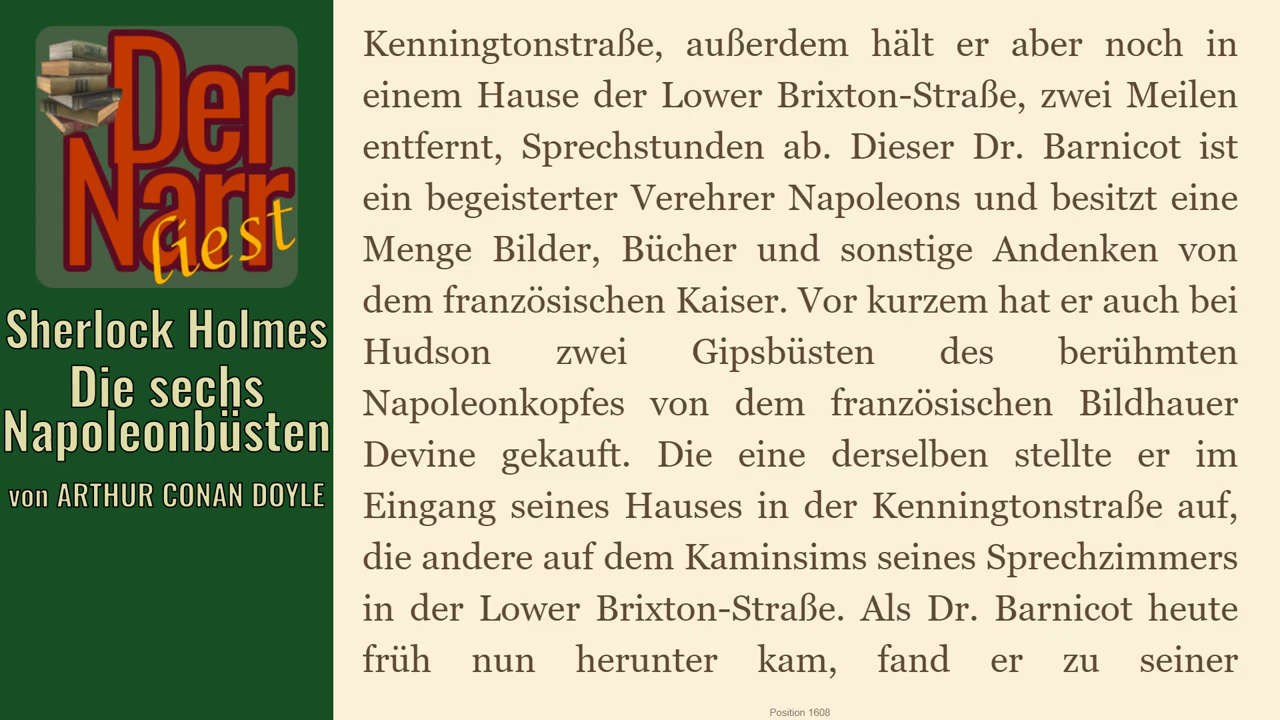 Der
Narr
liest
Sherlock Holmes
Die sechs
Napoleonbüsten
von ARTHUR CONAN DOYLE
Kenningtonstraße, außerdem hält er aber noch in
einem Hause der Lower Brixton-Straße, zwei Meilen
entfernt, Sprechstunden ab. Dieser Dr. Barnicot ist
ein begeisterter Verehrer Napoleons und besitzt eine
Menge Bilder, Bücher und sonstige Andenken von
dem französischen Kaiser. Vor kurzem hat er auch bei
Hudson zwei Gipsbüsten des berühmten
Napoleonkopfes von dem französischen Bildhauer
Devine gekauft. Die eine derselben stellte er im
Eingang seines Hauses in der Kenningtonstraße auf,
die andere auf dem Kaminsims seines Sprechzimmers
in der Lower Brixton-Straße. Als Dr. Barnicot heute
früh nun herunter kam, fand er zu seiner
Position 1608